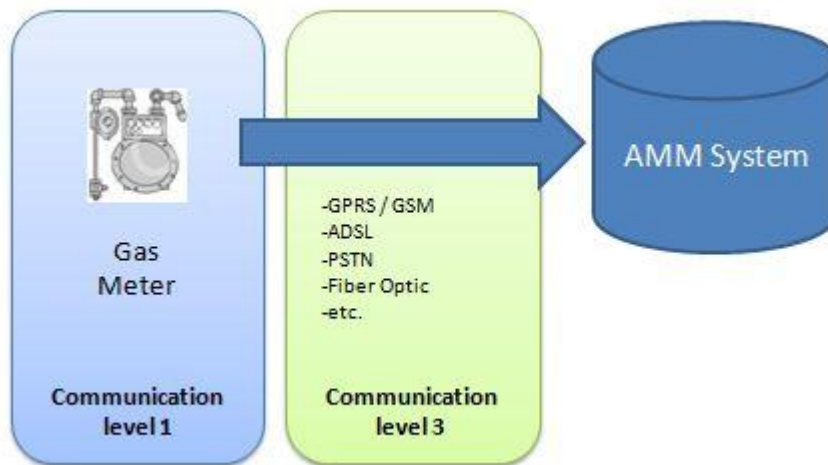 Gas
Meter
Communication
level 1
-GPRS / GSM
-ADSL
-PSTN
-Fiber Optic
-etc.
Communication
level 3
AMM System